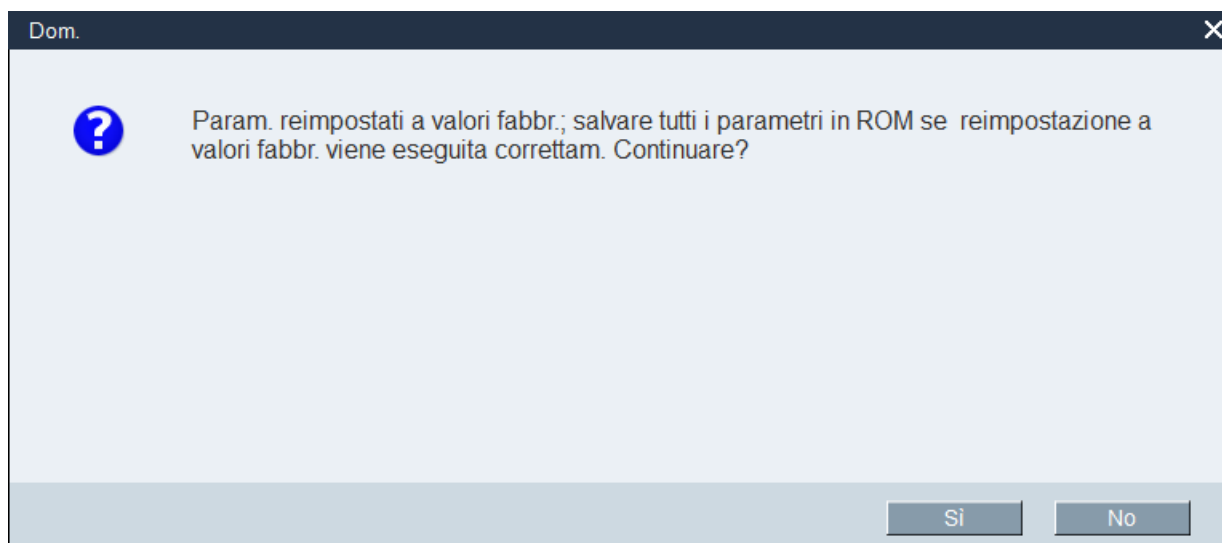 Dom.
Param. reimpostati a valori fabbr.; salvare tutti i parametri in ROM se  reimpostazione a
valori fabbr. viene eseguita correttam. Continuare?
Sì
No